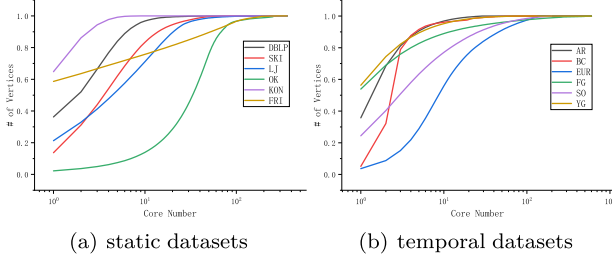 # of Vertices
1.0
0.8
0.6
0.4
0.2
0.0
10^0
10^1
10^2
Core Number
DBLP
SKI
LJ
OK
KON
FRI
(a) static datasets
# of Vertices
1.0
0.8
0.6
0.4
0.2
0.0
10^0
10^1
10^2
10^3
Core Number
AR
BC
EUR
FG
SO
YG
(b) temporal datasets